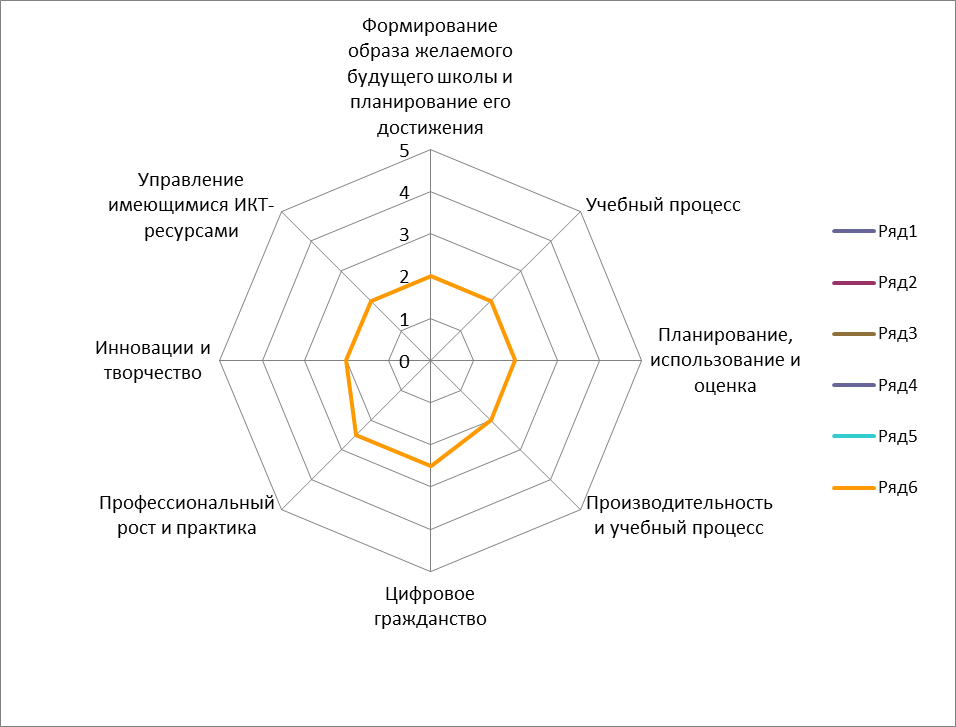 Формирование
образа желаемого
будущего школы и
планирование его
достижения
5
4
3
2
1
0
Учебный процесс
Планирование,
использование и
оценка
Производительность
и учебный процесс
Цифровое
гражданство
Профессиональный
рост и практика
Инновации и
творчество
Управление
имеющимися ИКТ-
ресурсами
Ряд1
Ряд2
Ряд3
Ряд4
Ряд5
Ряд6